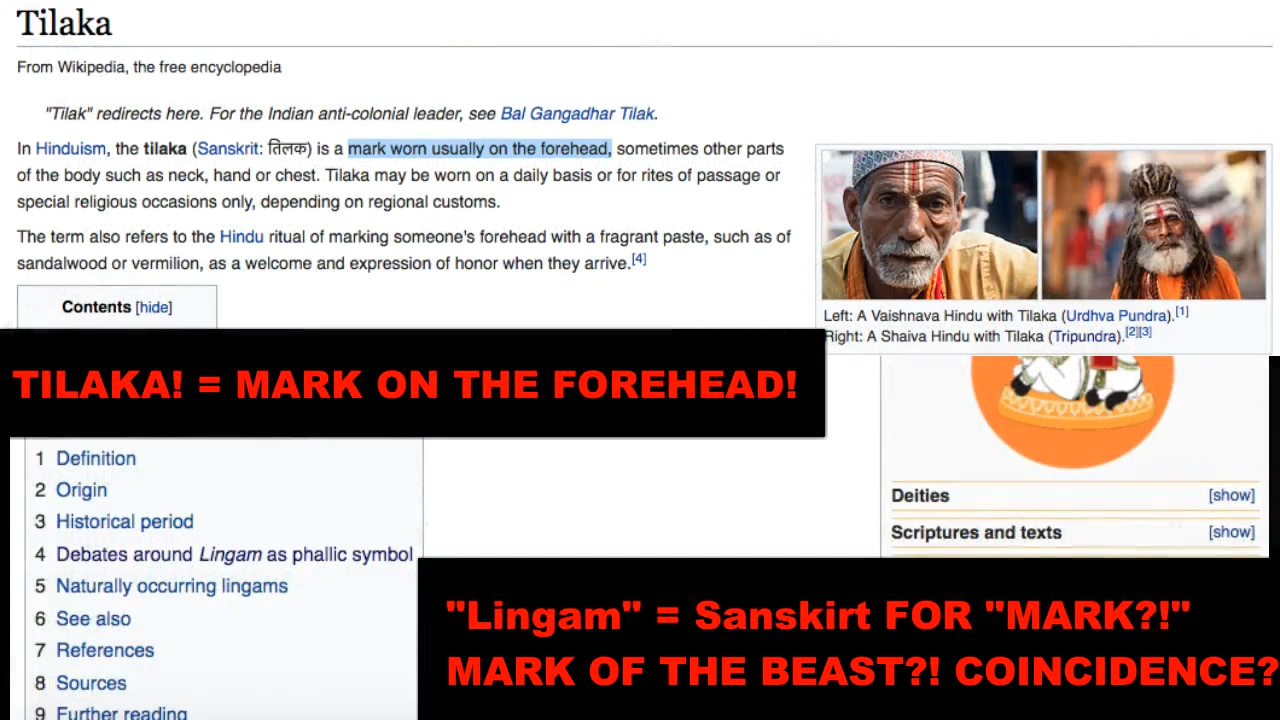 Tilaka
From Wikipedia, the free encyclopedia
"Tilak" redirects here. For the Indian anti-colonial leader, see Bal Gangadhar Tilak.
In Hinduism, the tilaka (Sanskrit: तिलक) is a mark worn usually on the forehead, sometimes other parts
of the body such as neck, hand or chest. Tilaka may be worn on a daily basis or for rites of passage or
special religious occasions only, depending on regional customs.
The term also refers to the Hindu ritual of marking someone's forehead with a fragrant paste, such as of
sandalwood or vermilion, as a welcome and expression of honor when they arrive.[4]
Contents [hide]
Left: A Vaishnava Hindu with Tilaka (Urdhva Pundra).[1]
Right: A Shaiva Hindu with Tilaka (Tripundra).[2][3]
TILAKA! = MARK ON THE FOREHEAD!
1 Definition
2 Origin
3 Historical period
4 Debates around Lingam as phallic symbol
5 Naturally occurring lingams
6 See also
7 References
8 Sources
9 Further reading
Deities [show]
Scriptures and texts [show]
"Lingam" = Sanskirt FOR "MARK?!"
MARK OF THE BEAST?! COINCIDENCE?